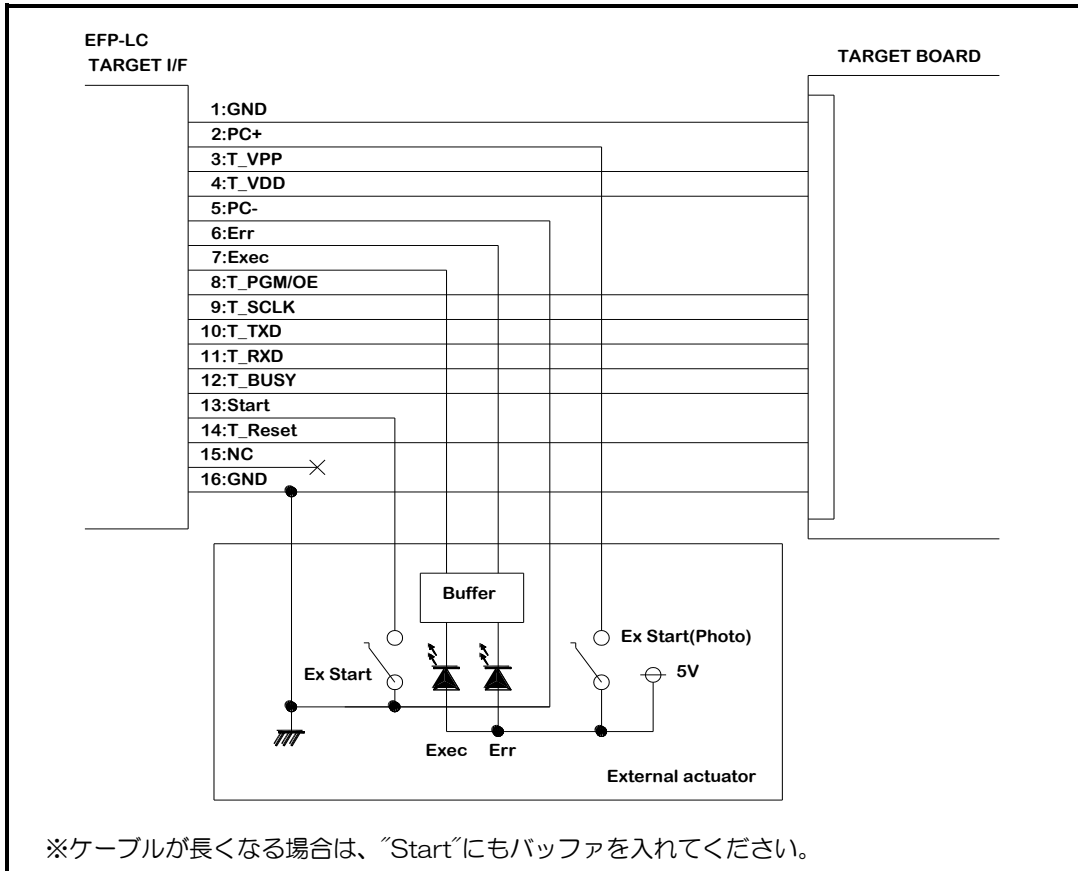 EFP-LC
TARGET I/F
TARGET BOARD
1:GND
2:PC+
3:T_VPP
4:T_VDD
5:PC-
6:Err
7:Exec
8:T_PGM/OE
9:T_SCLK
10:T_TXD
11:T_RXD
12:T_BUSY
13:Start
14:T_Reset
15:NC
16:GND
Buffer
Ex Start
Ex Start(Photo)
5V
Exec Err
External actuator
※ケーブルが長くなる場合は、″Start″にもバッファを入れてください。